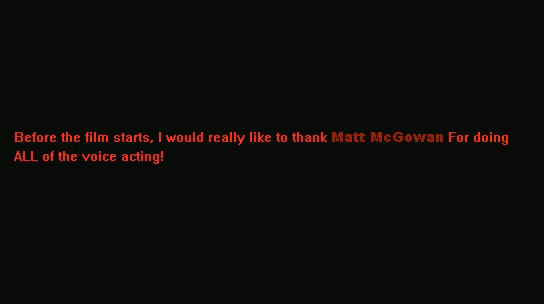 Before the film starts, I would really like to thank Matt McGowan For doing
ALL of the voice acting!